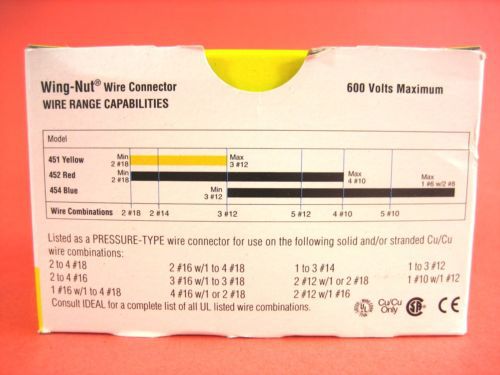 Wing-Nut® Wire Connector
600 Volts Maximum
WIRE RANGE CAPABILITIES
Model
451 Yellow Min 2 #18 Max 3 #12
452 Red Min 2 #18 Max 4 #10
454 Blue Min 3 #12 Max 1 #6 w/2 #8
Wire Combinations 2 #18 2 #14 3 #12 5 #12 4 #10 5 #10
Listed as a PRESSURE-TYPE wire connector for use on the following solid and/or stranded Cu/Cu
wire combinations:
2 to 4 #18 2 #16 w/1 to 4 #18 1 to 3 #14 1 to 3 #12
2 to 4 #16 3 #16 w/1 to 3 #18 2 #12 w/1 or 2 #18 1 #10 w/1 #12
1 #16 w/1 to 4 #18 4 #16 w/1 or 2 #18 2 #12 w/1 #16
Consult IDEAL for a complete list of all UL listed wire combinations.
UL Cu/Cu Only SA CE